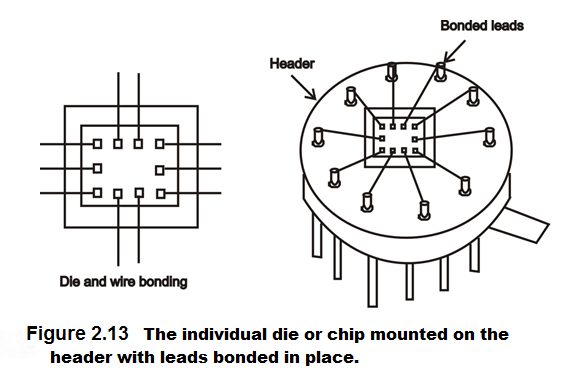 Bonded leads
Header
Die and wire bonding
Figure 2.13 The individual die or chip mounted on the
header with leads bonded in place.